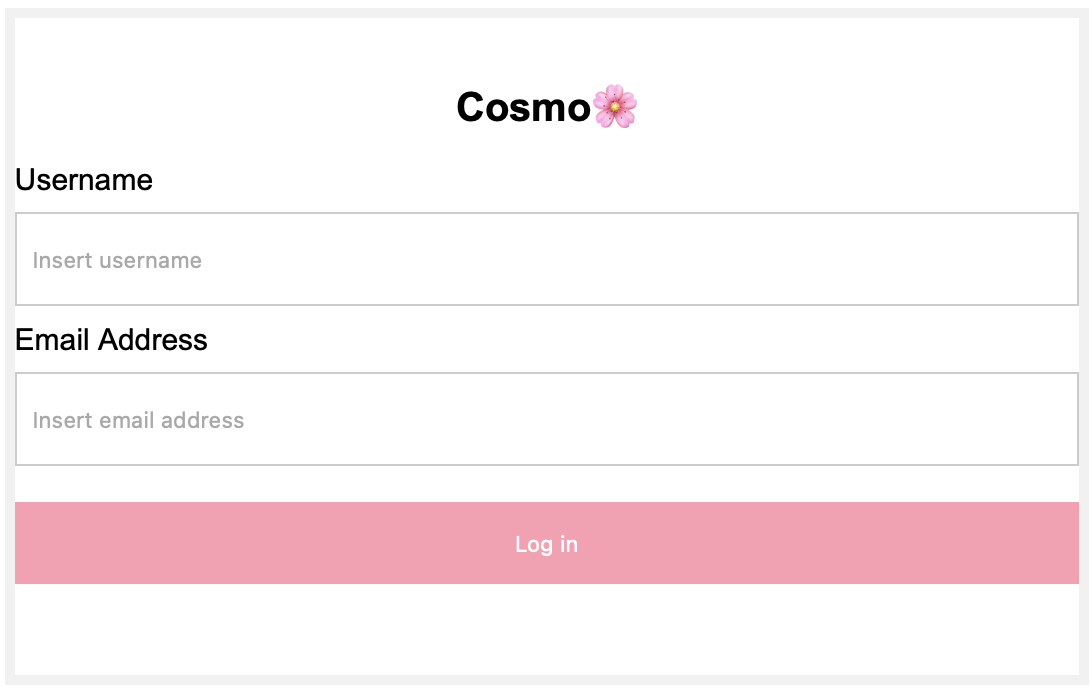 Cosmo🌸
Username
Insert username
Email Address
Insert email address
Log in